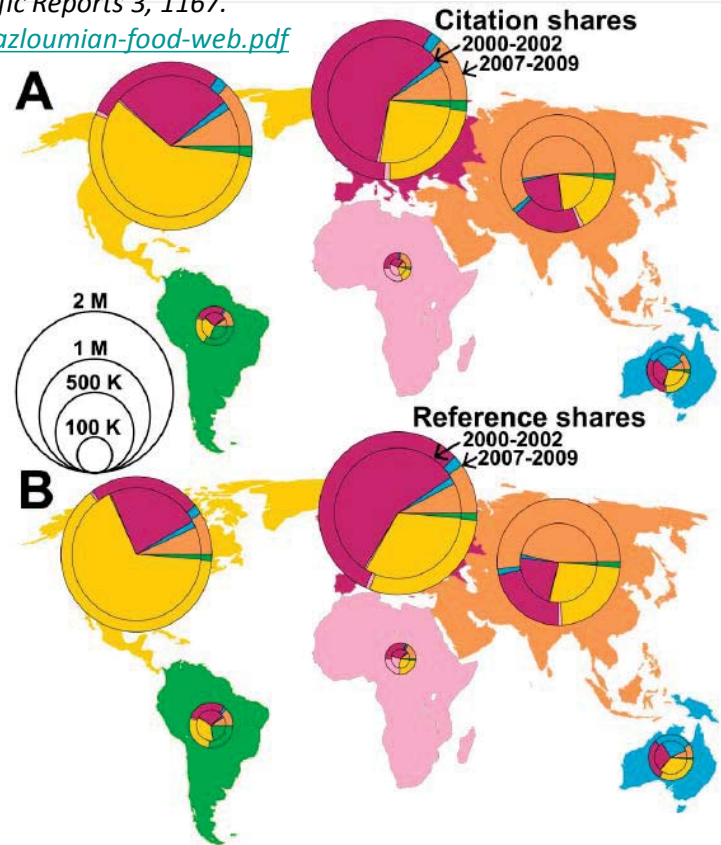 fic Reports 3, 1167.
azloumian-food-web.pdf
Citation shares
2000-2002
2007-2009
A
2 M
1 M
500 K
100 K
Reference shares
2000-2002
2007-2009
B